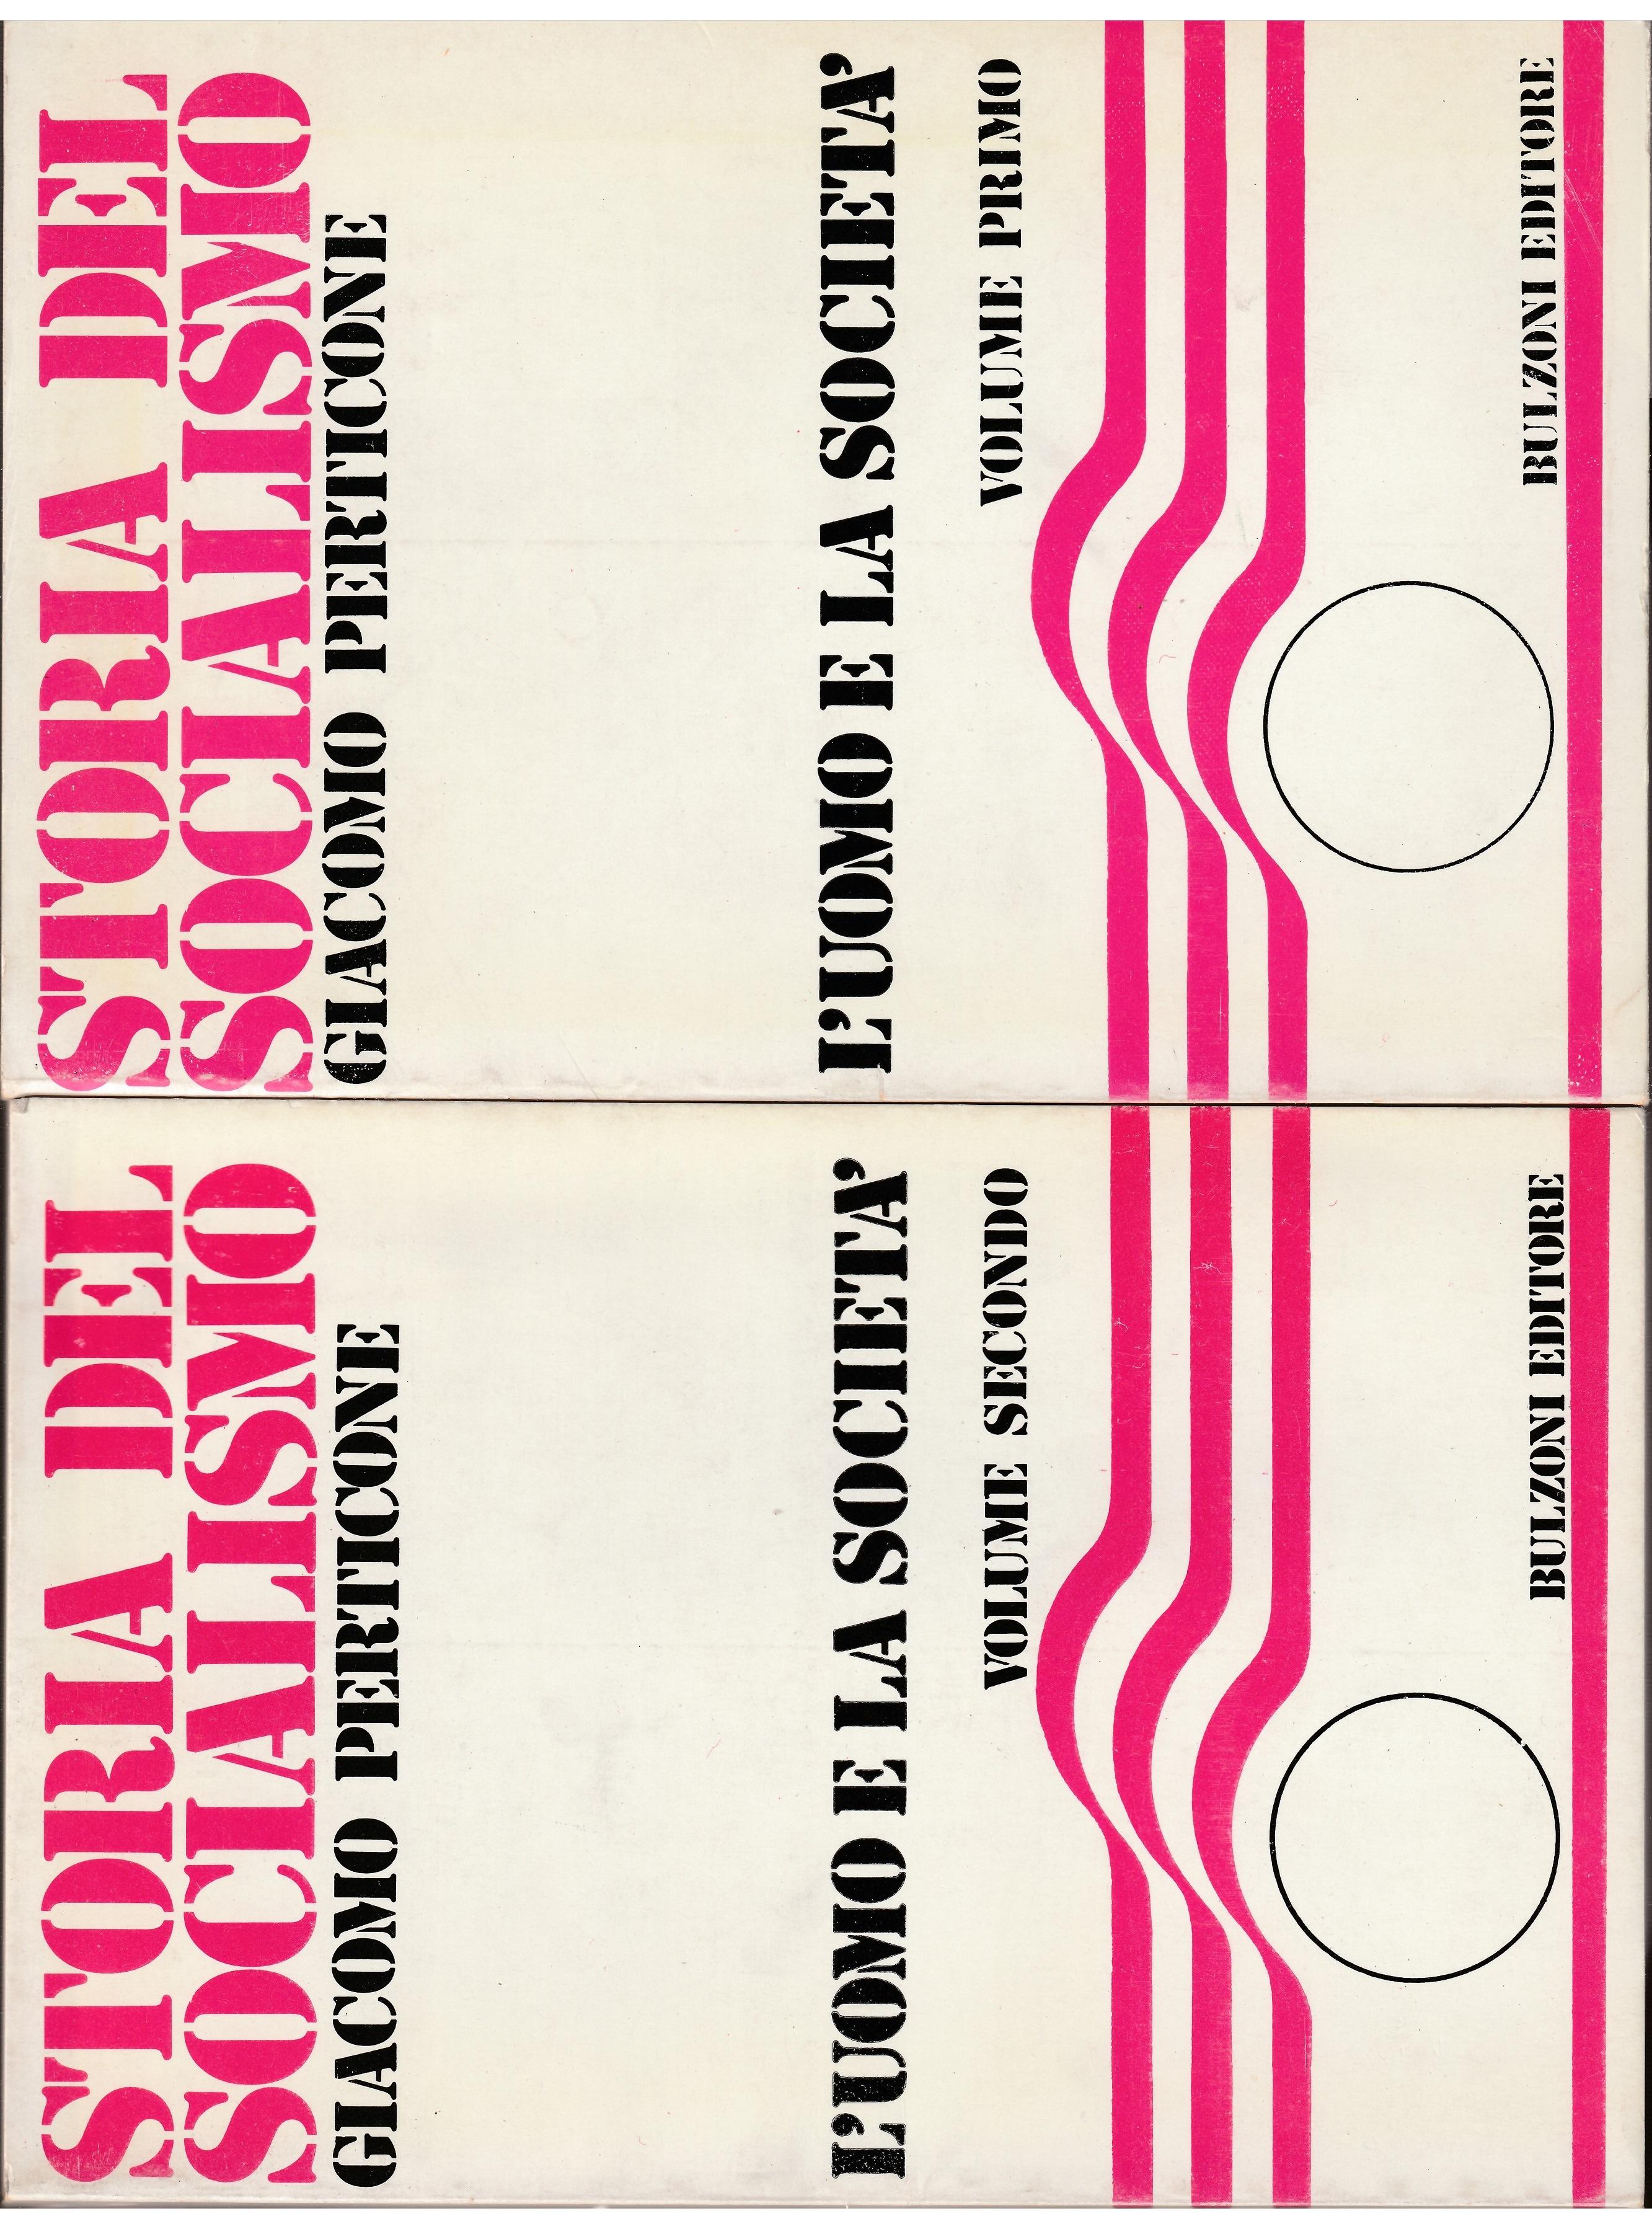 STORIA DEL
SOCIALISMO
GIACOMO PERTICONE
L'UOMO E LA SOCIETA'
VOLUME PRIMO
BULZONI EDITORE
STORIA DEL
SOCIALISMO
GIACOMO PERTICONE
L'UOMO E LA SOCIETA'
VOLUME SECONDO
BULZONI EDITORE